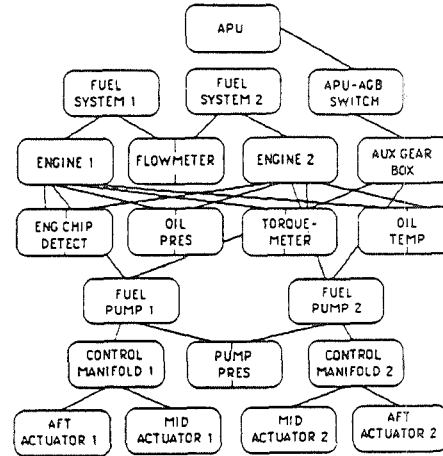 APU
FUEL
SYSTEM 1
FUEL
SYSTEM 2
APU-AGB
SWITCH
ENGINE 1
FLOWMETER
ENGINE 2
AUX GEAR
BOX
ENG CHIP
DETECT
OIL
PRES
TORQUE-
METER
OIL
TEMP
FUEL
PUMP 1
FUEL
PUMP 2
CONTROL
MANIFOLD 1
PUMP
PRES
CONTROL
MANIFOLD 2
AFT
ACTUATOR 1
MID
ACTUATOR 1
MID
ACTUATOR 2
AFT
ACTUATOR 2